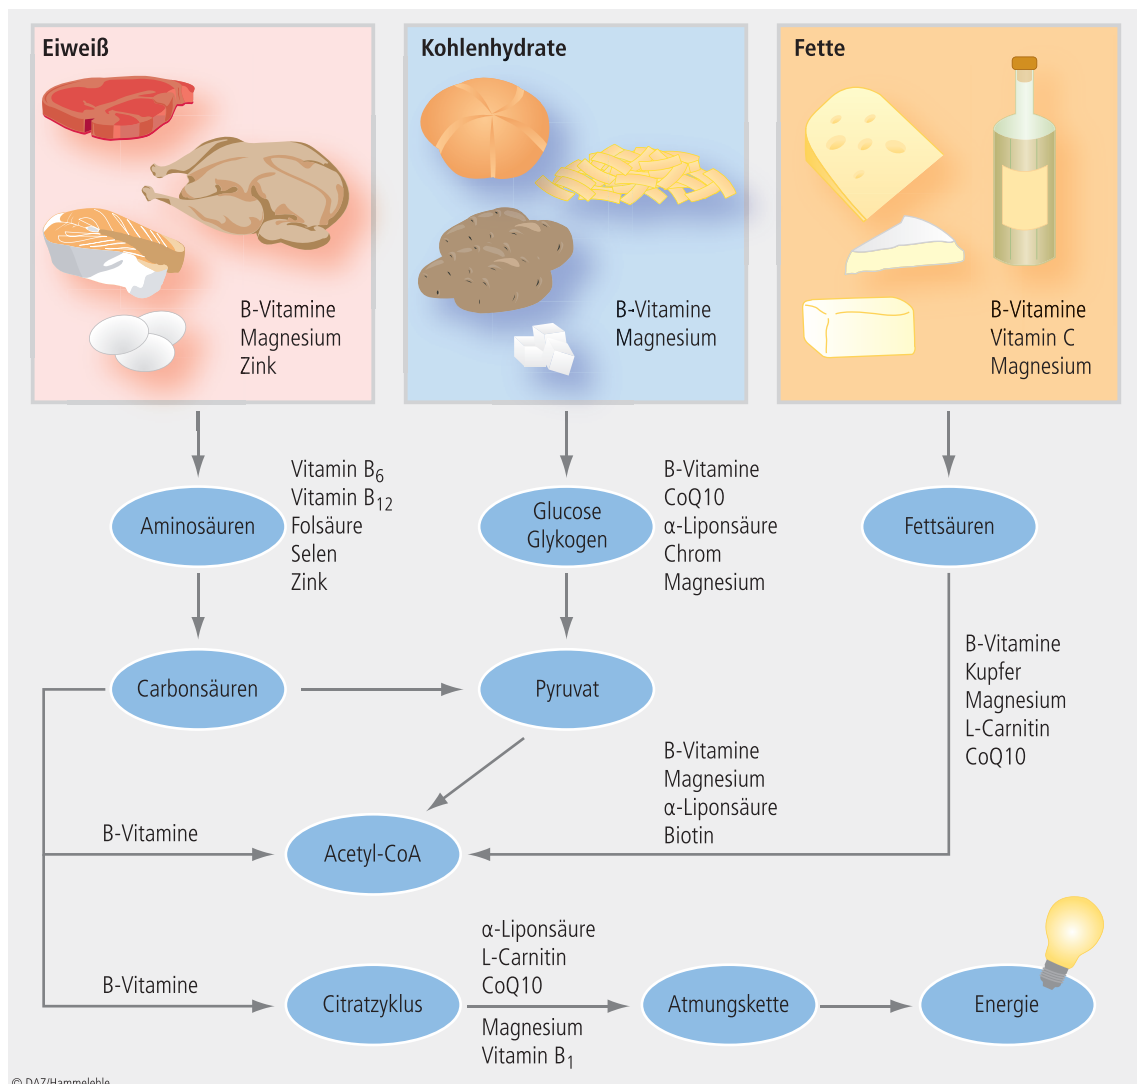 Eiweiß
B-Vitamine
Magnesium
Zink
Kohlenhydrate
B-Vitamine
Magnesium
Fette
B-Vitamine
Vitamin C
Magnesium
Aminosäuren
Vitamin B6
Vitamin B12
Folsäure
Selen
Zink
Glucose
Glykogen
B-Vitamine
CoQ10
α-Liponsäure
Chrom
Magnesium
Fettsäuren
Carbonsäuren
Pyruvat
B-Vitamine
Kupfer
Magnesium
L-Carnitin
CoQ10
B-Vitamine
Magnesium
α-Liponsäure
Biotin
B-Vitamine
Acetyl-CoA
B-Vitamine
Citratzyklus
α-Liponsäure
L-Carnitin
CoQ10
Magnesium
Vitamin B1
Atmungskette
Energie
© DAZ/Hammelehle